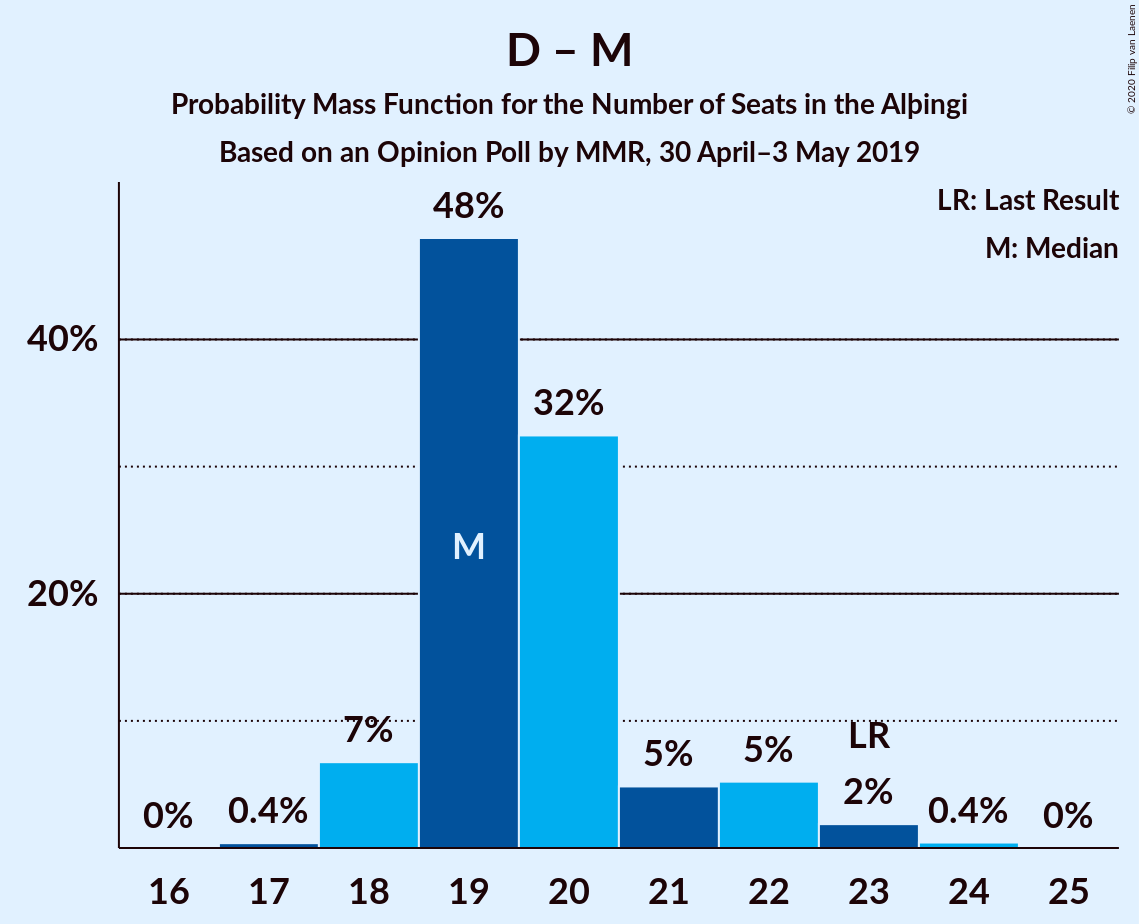 D – M
Probability Mass Function for the Number of Seats in the Alþingi
Based on an Opinion Poll by MMR, 30 April–3 May 2019
© 2020 Filip van Laenen
LR: Last Result
M: Median
48%
40%
32%
M
20%
7%
LR
5%
5%
2%
0%
0.4%
0.4%
0%
16 17 18 19 20 21 22 23 24 25